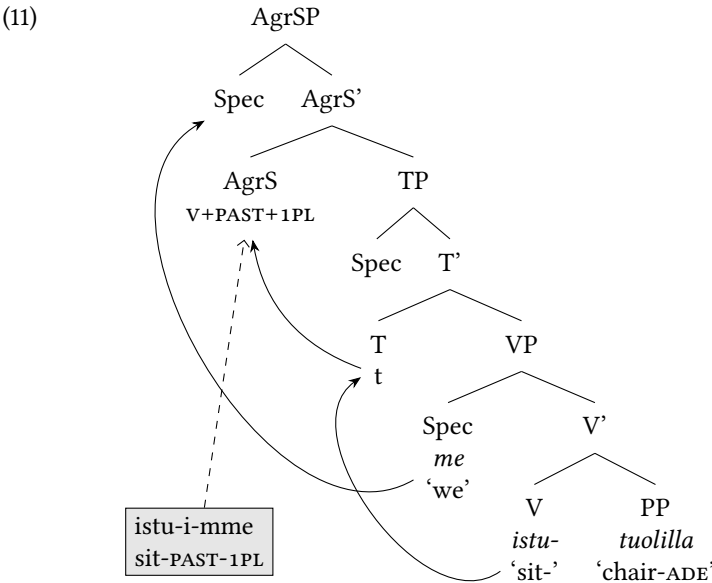 (11)
AgrSP
Spec AgrS’
AgrS TP
V+PAST+1PL
Spec T’
T VP
t
Spec V’
me
‘we’
V PP
istu- tuolilla
‘sit-’ ‘chair-ADE’
istu-i-mme
sit-PAST-1PL